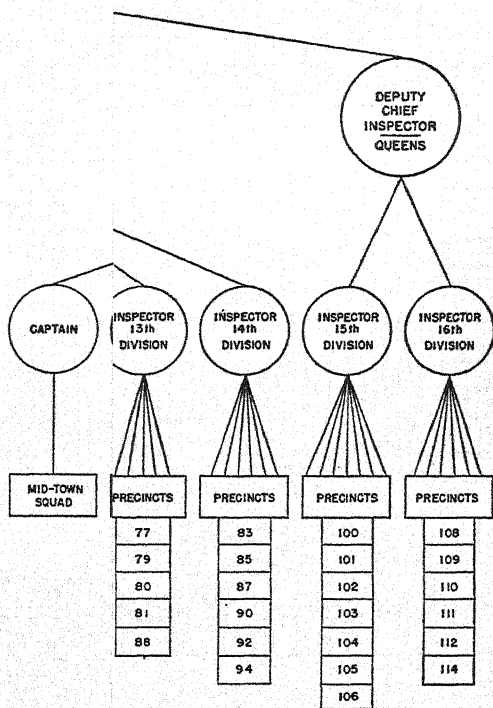 DEPUTY
CHIEF
INSPECTOR
QUEENS
CAPTAIN
INSPECTOR
13th
DIVISION
INSPECTOR
14th
DIVISION
INSPECTOR
15th
DIVISION
INSPECTOR
16th
DIVISION
MID-TOWN
SQUAD
PRECINCTS
77
79
80
81
88
PRECINCTS
83
85
87
90
92
94
PRECINCTS
100
101
102
103
104
105
106
PRECINCTS
108
109
110
111
112
114